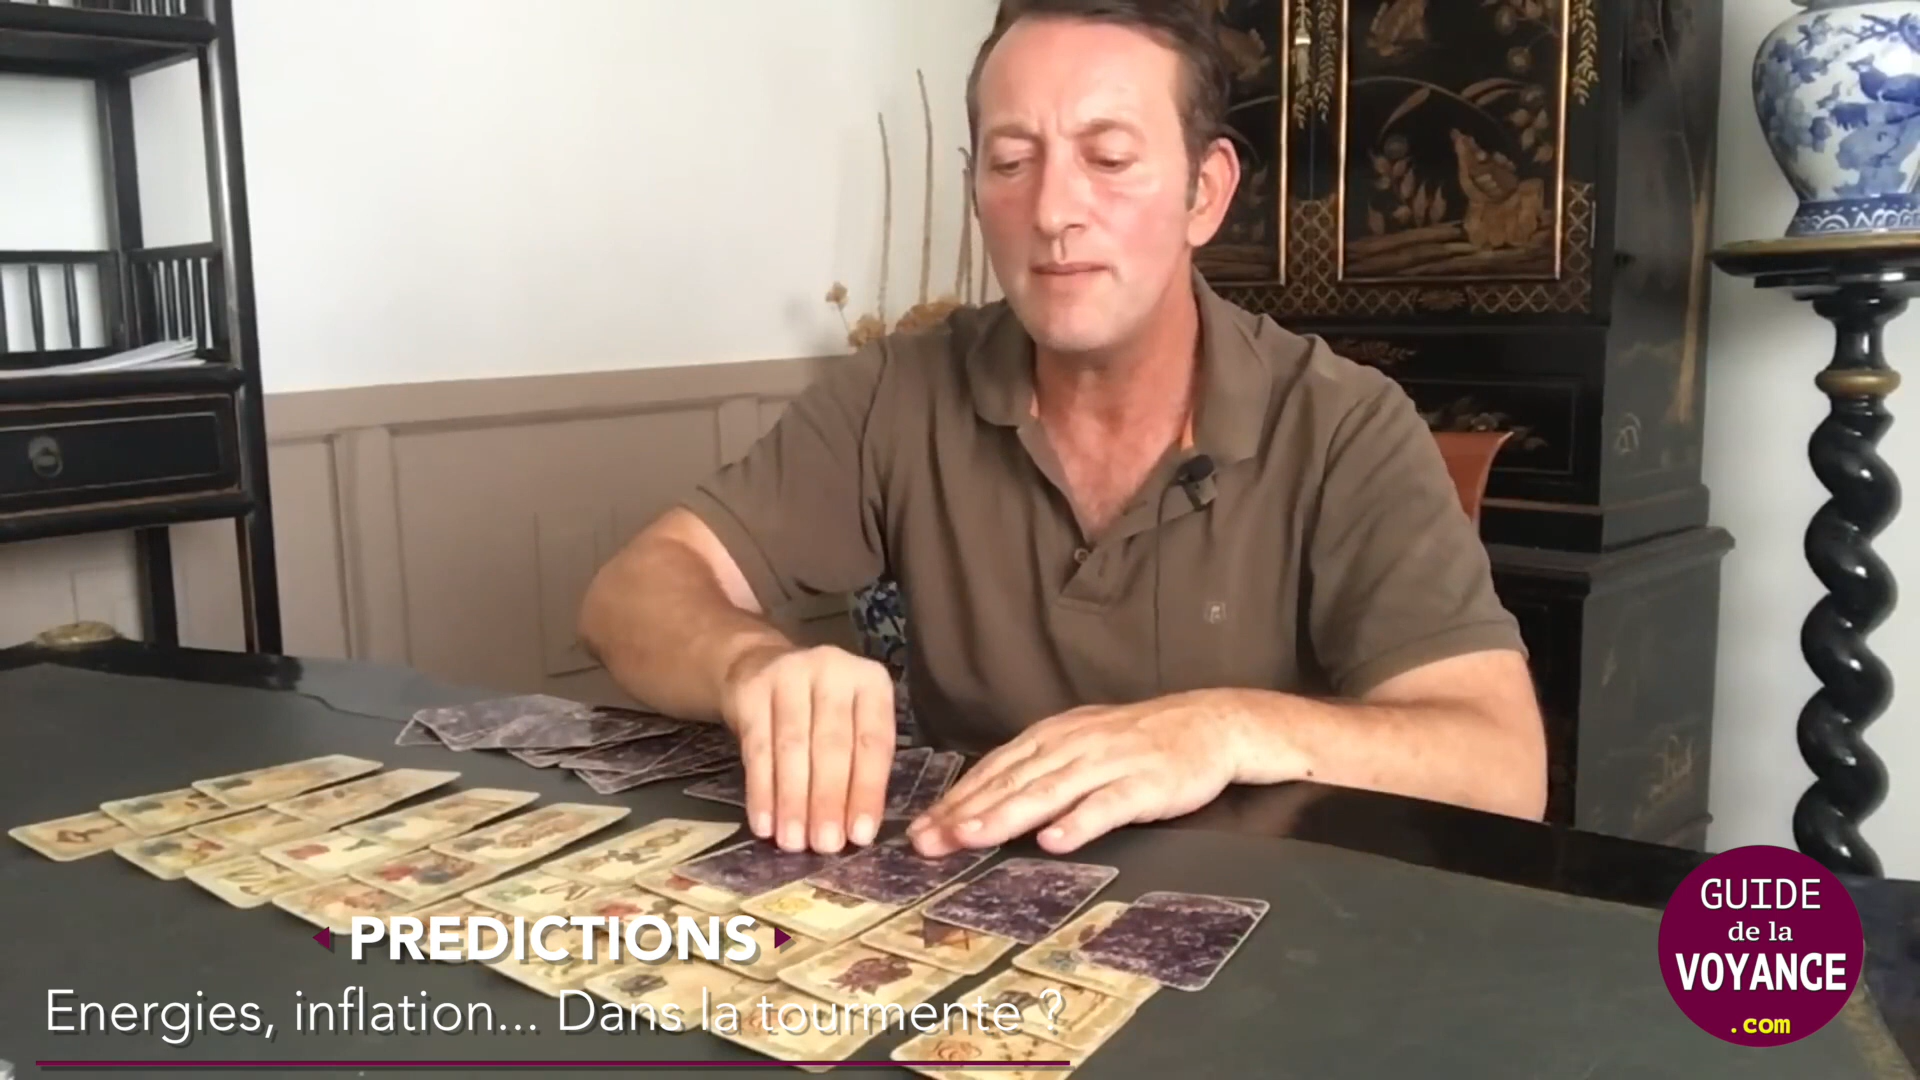 PREDICTIONS
Energies, inflation... Dans la tourmente ?
GUIDE
de la
VOYANCE
.com